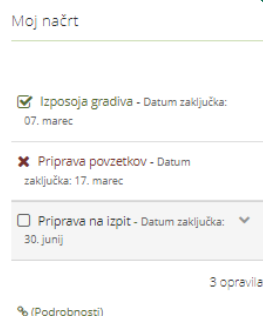 Moj načrt
Izposoja gradiva - Datum zaključka:
07. marec
Priprava povzetkov - Datum
zaključka: 17. marec
Priprava na izpit - Datum zaključka:
30. junij
3 opravila
(Podrobnosti)